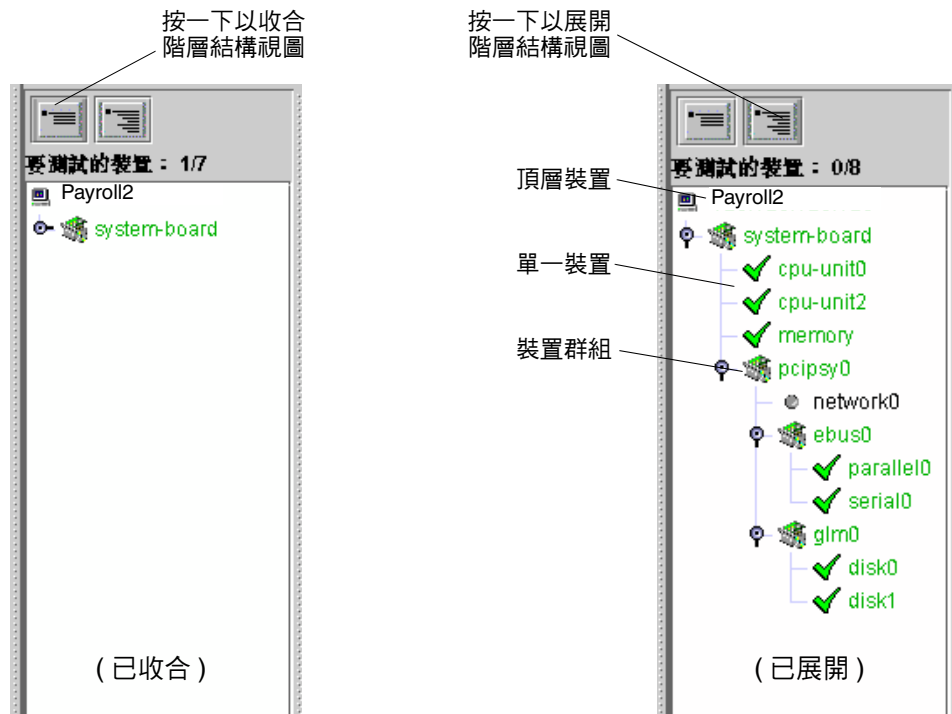 按一下以收合
階層結構視圖
按一下以展開
階層結構視圖
要測試的裝置： 1/7
Payroll2
system-board
(已收合)
要測試的裝置： 0/8
頂層裝置
Payroll2
system-board
單一裝置
cpu-unit0
cpu-unit2
memory
裝置群組
pcipsy0
network0
ebus0
parallel0
serial0
glm0
disk0
disk1
(已展開)